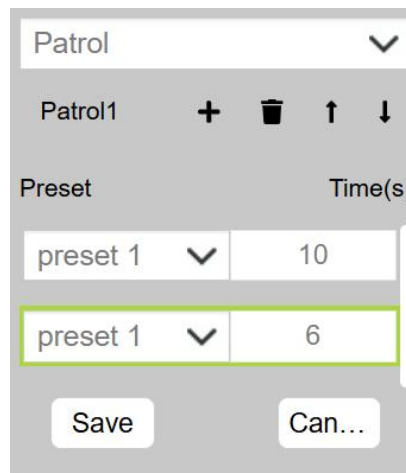 Patrol
Patrol1
Preset Time(s
preset 1 10
preset 1 6
Save Can…